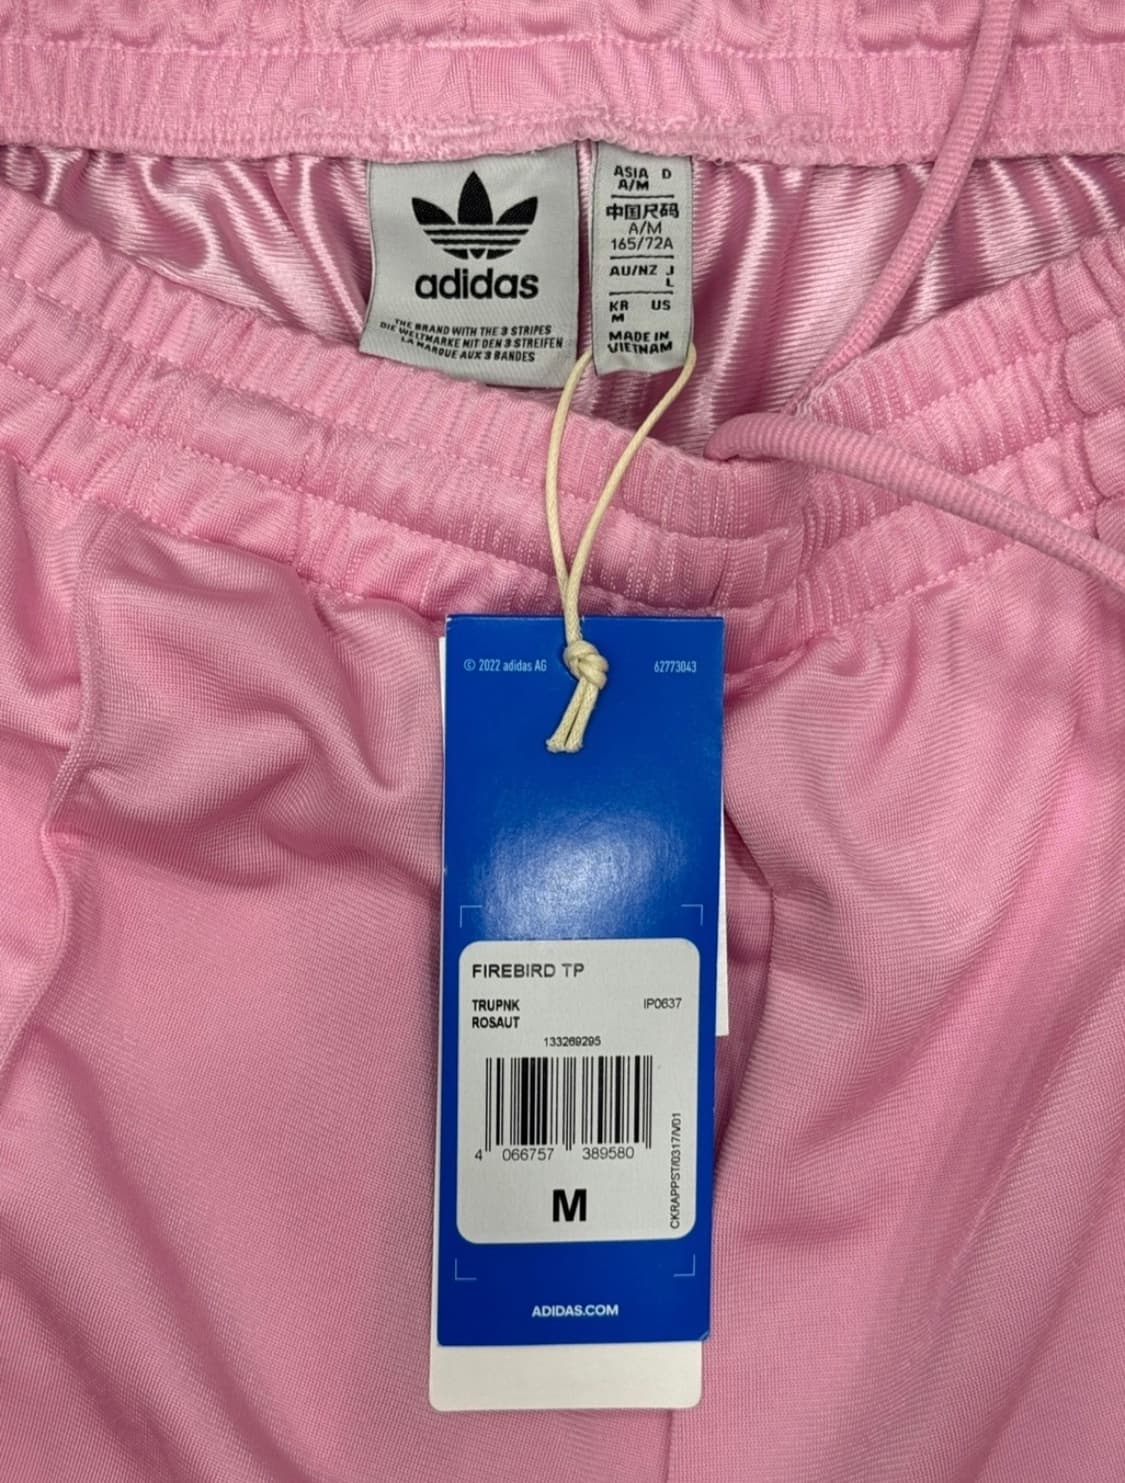 adidas
THE BRAND WITH THE 3 STRIPES
DIE WELTMARKE MIT DEN 3 STREIFEN
LA MARQUE AUX 3 BANDES
ASIA D
A/M
中国尺码
A/M
165/72A
AU/NZ J
L
KR US
M
MADE IN
VIETNAM
© 2022 adidas AG 62773043
FIREBIRD TP
TRUPNK IP0637
ROSAUT
133269295
4 066757 389580
M
CKRAPPST/0317/V01
ADIDAS.COM